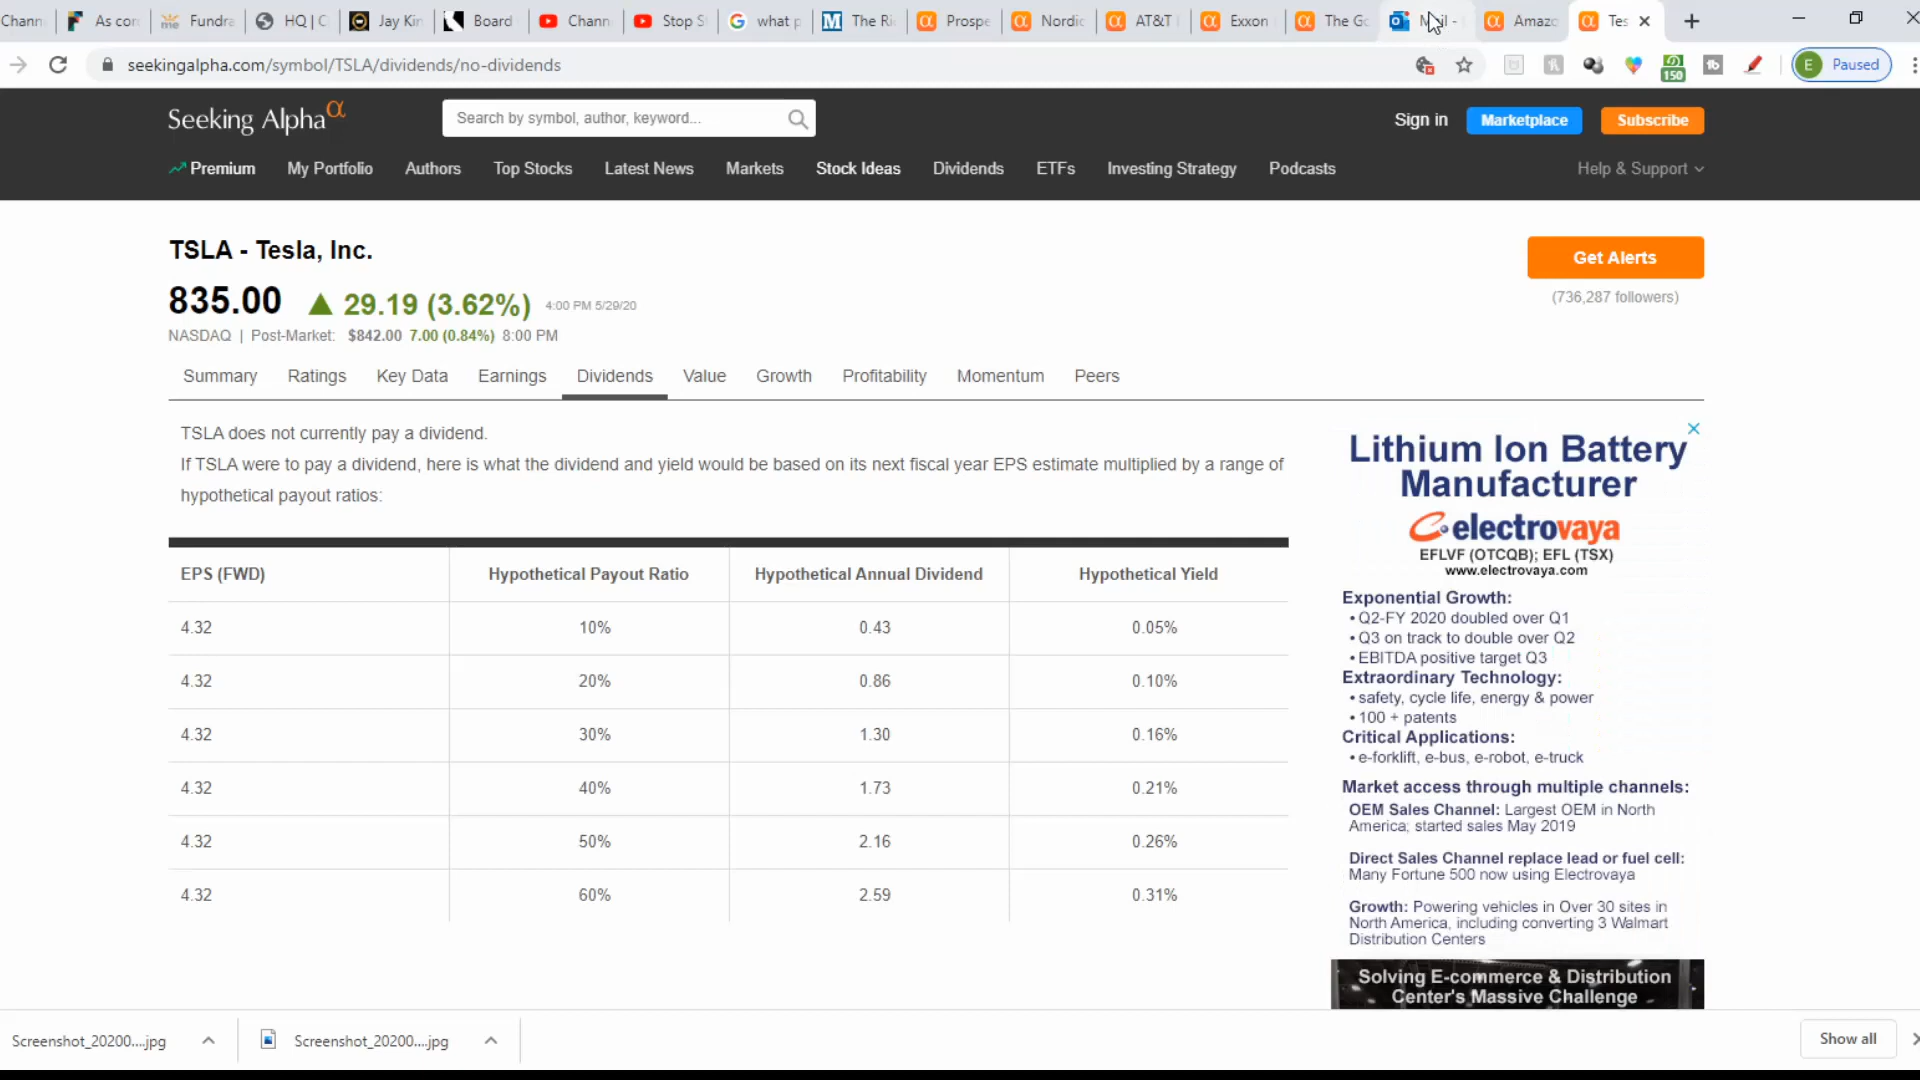 Chann
As con
Fundra
HQ | C
Jay Kin
Board
Chann
Stop S
what p
The Ri
Prospe
Nordic
AT&T
Exxon
The Go
Amazo
Tes
seekingalpha.com/symbol/TSLA/dividends/no-dividends
150
E Paused
Seeking Alpha α
Search by symbol, author, keyword...
Sign in
Marketplace
Subscribe
Premium
My Portfolio
Authors
Top Stocks
Latest News
Markets
Stock Ideas
Dividends
ETFs
Investing Strategy
Podcasts
Help & Support
TSLA - Tesla, Inc.
Get Alerts
(736,287 followers)
835.00 ▲ 29.19 (3.62%) 4:00 PM 5/29/20
NASDAQ | Post-Market: $842.00 7.00 (0.84%) 8:00 PM
Summary
Ratings
Key Data
Earnings
Dividends
Value
Growth
Profitability
Momentum
Peers
TSLA does not currently pay a dividend.
If TSLA were to pay a dividend, here is what the dividend and yield would be based on its next fiscal year EPS estimate multiplied by a range of
hypothetical payout ratios:
EPS (FWD) Hypothetical Payout Ratio Hypothetical Annual Dividend Hypothetical Yield
4.32 10% 0.43 0.05%
4.32 20% 0.86 0.10%
4.32 30% 1.30 0.16%
4.32 40% 1.73 0.21%
4.32 50% 2.16 0.26%
4.32 60% 2.59 0.31%
Lithium Ion Battery
Manufacturer
electrovaya
EFLVF (OTCQB); EFL (TSX)
www.electrovaya.com
Exponential Growth:
• Q2-FY 2020 doubled over Q1
• Q3 on track to double over Q2
• EBITDA positive target Q3
Extraordinary Technology:
• safety, cycle life, energy & power
• 100 + patents
Critical Applications:
• e-forklift, e-bus, e-robot, e-truck
Market access through multiple channels:
OEM Sales Channel: Largest OEM in North
America; started sales May 2019
Direct Sales Channel replace lead or fuel cell:
Many Fortune 500 now using Electrovaya
Growth: Powering vehicles in Over 30 sites in
North America, including converting 3 Walmart
Distribution Centers
Solving E-commerce & Distribution
Center's Massive Challenge
Screenshot_20200....jpg
Screenshot_20200....jpg
Show all